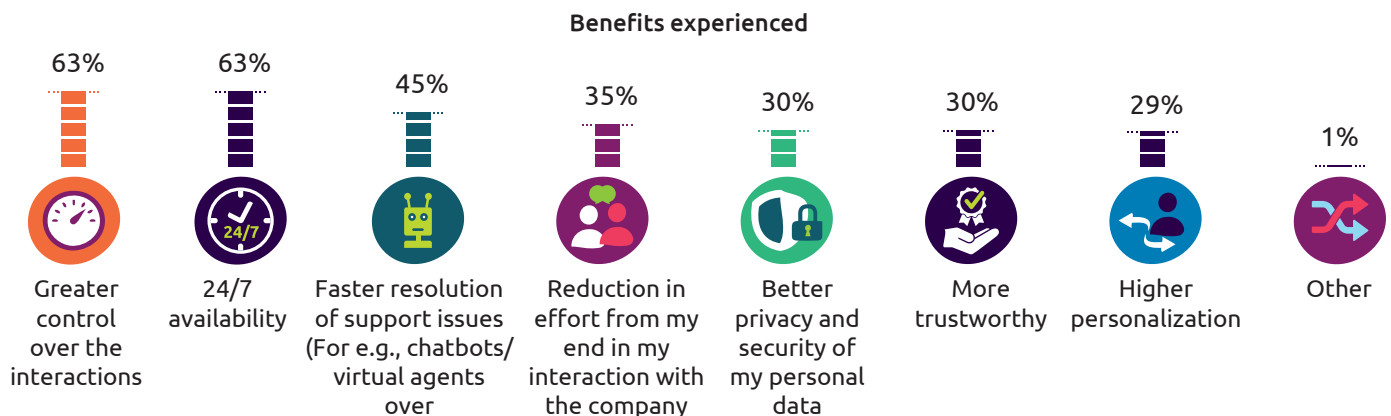 Benefits experienced
63%
63%
45%
35%
30%
30%
29%
1%
24/7
Greater
control
over the
interactions
24/7
availability
Faster resolution
of support issues
(For e.g., chatbots/
virtual agents
over
Reduction in
effort from my
end in my
interaction with
the company
Better
privacy and
security of
my personal
data
More
trustworthy
Higher
personalization
Other